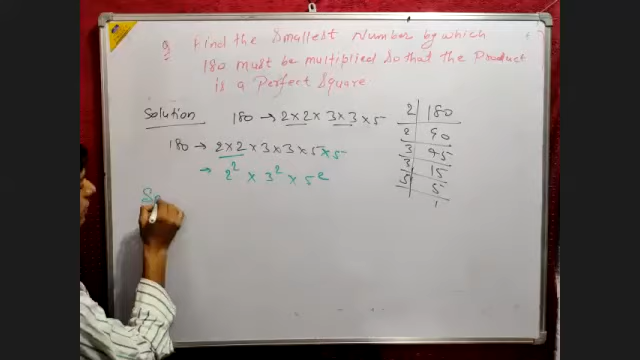 Q Find the Smallest Number by which
180 must be multiplied So that the Product
is a Perfect Square
Solution 180 → 2 × 2 × 3 × 3 × 5
180 → 2 × 2 × 3 × 3 × 5 × 5
→ 2² × 3² × 5²
So
2 | 180
2 | 90
3 | 45
3 | 15
5 | 5
1